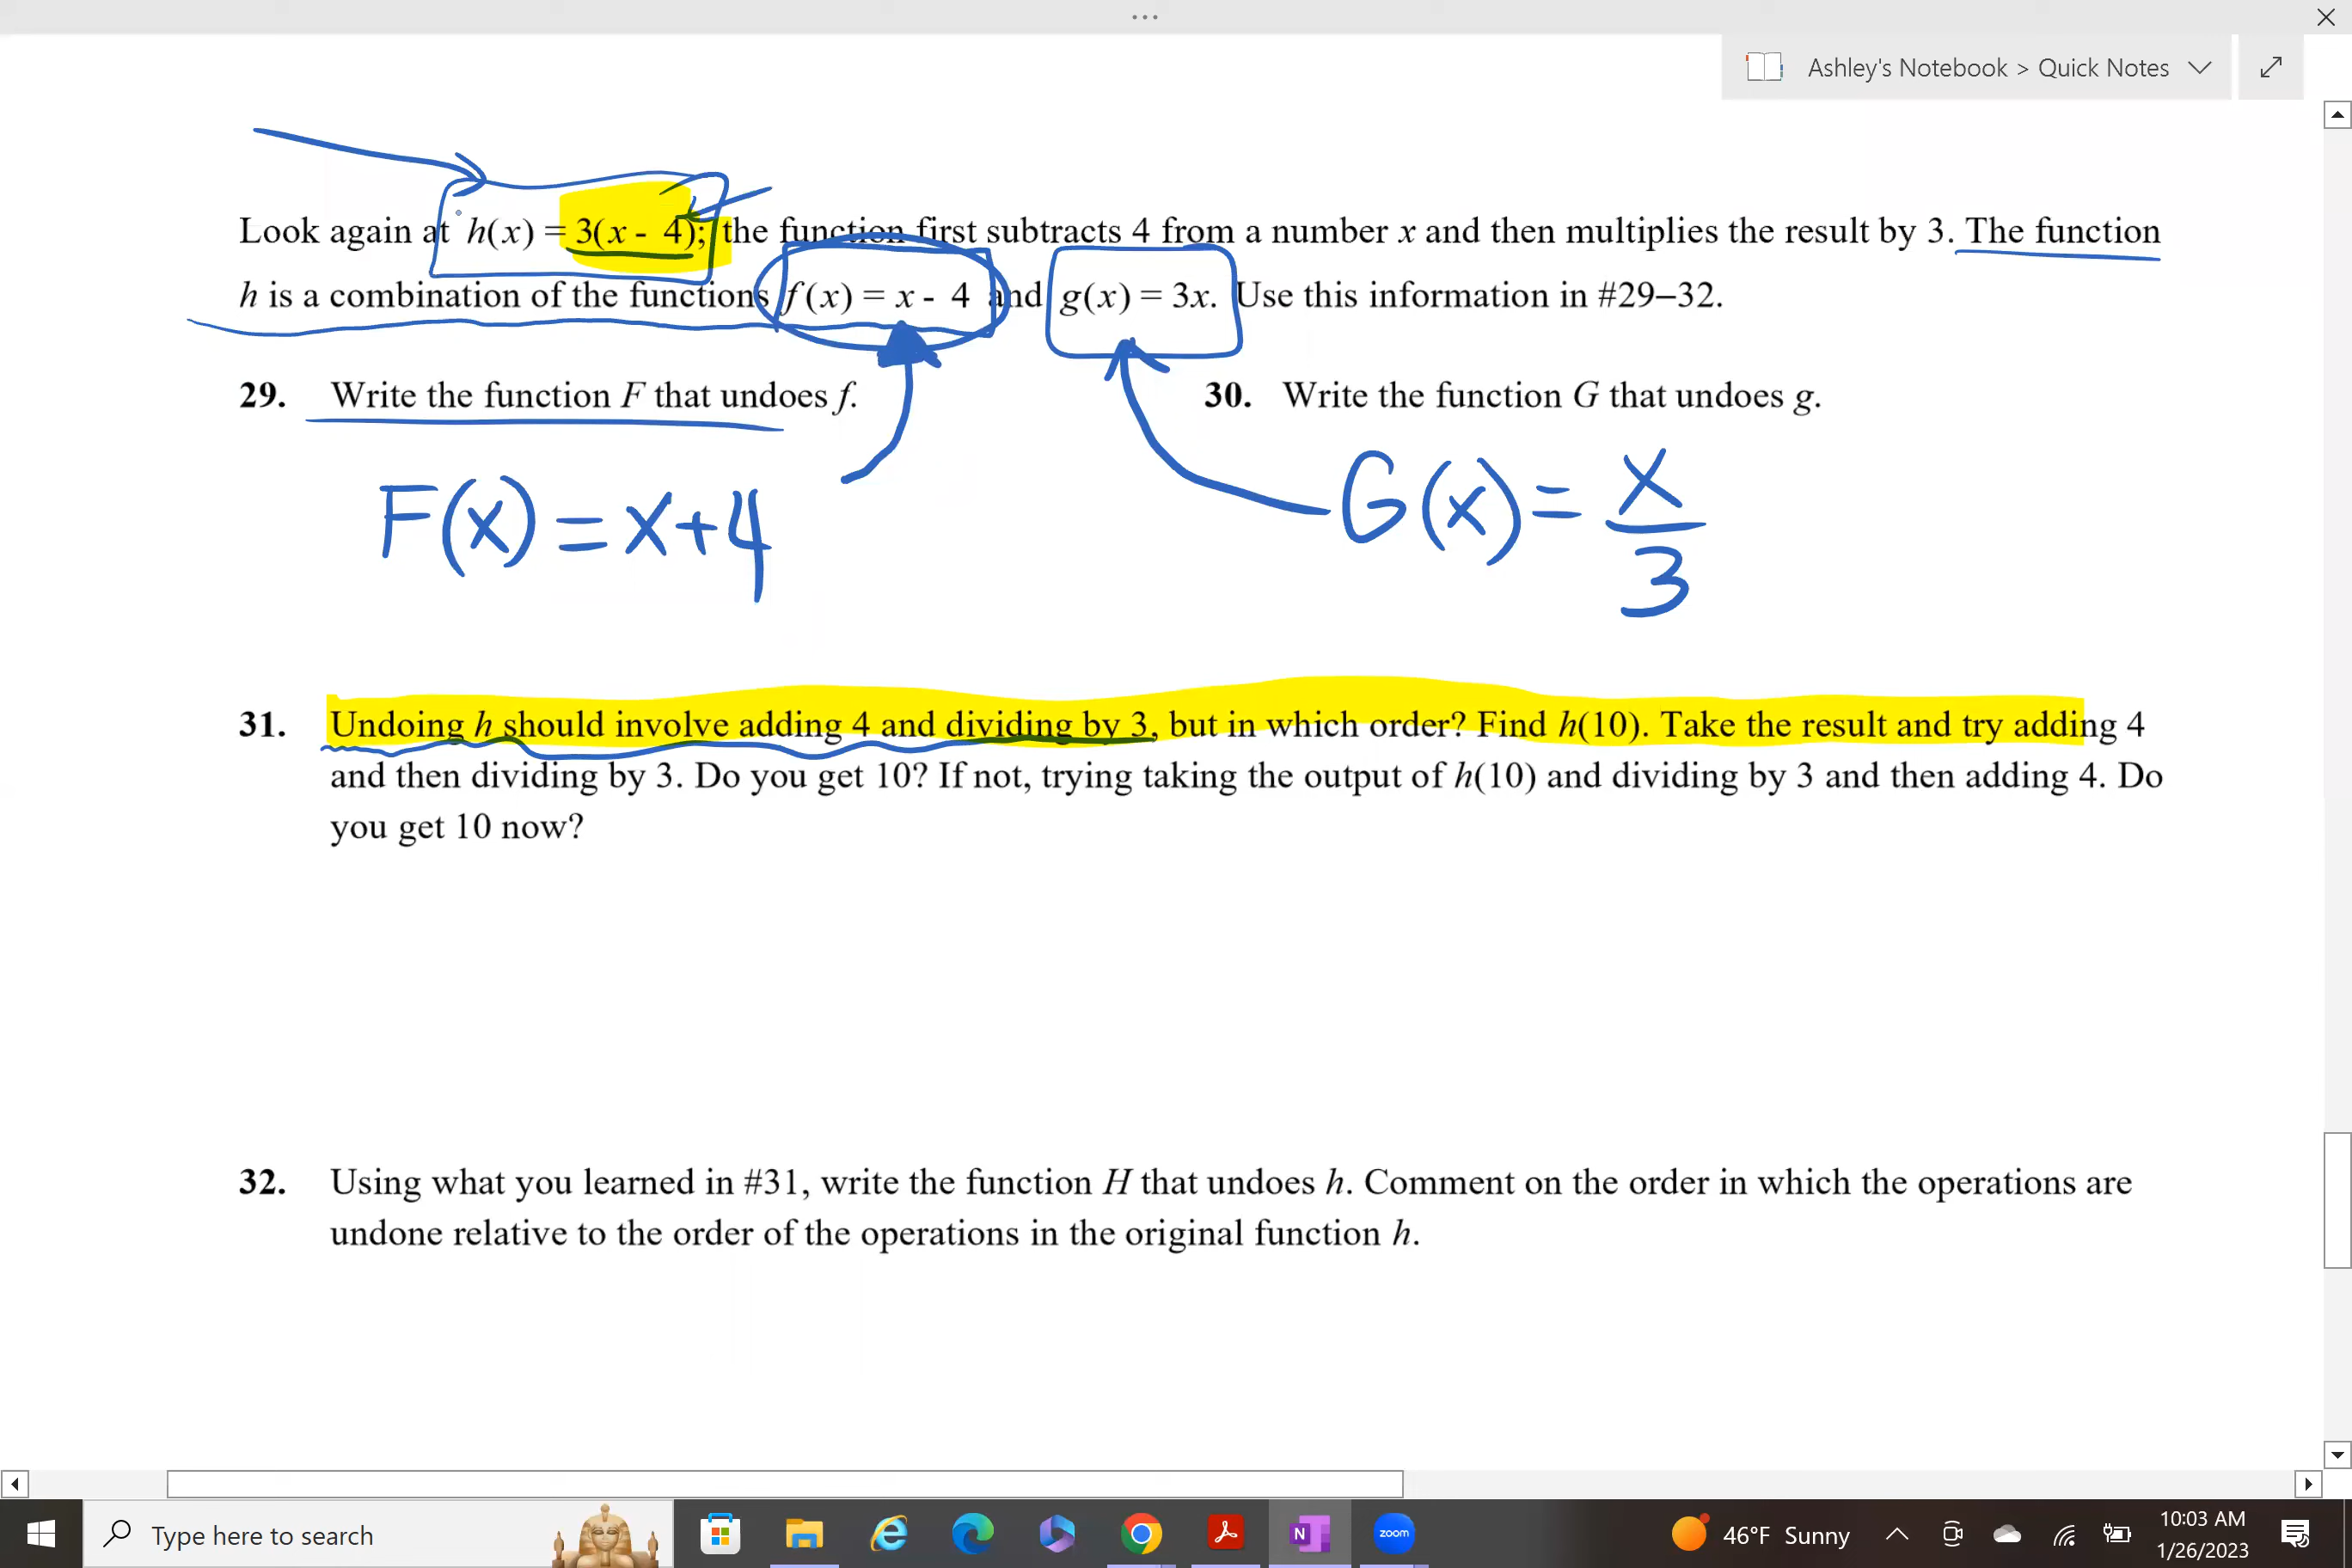 Ashley's Notebook > Quick Notes
Look again at h(x) = 3(x - 4); the function first subtracts 4 from a number x and then multiplies the result by 3. The function
h is a combination of the functions f(x) = x - 4 and g(x) = 3x. Use this information in #29–32.
29. Write the function F that undoes f.
30. Write the function G that undoes g.
F(x) = x+4
G(x) = x/3
31. Undoing h should involve adding 4 and dividing by 3, but in which order? Find h(10). Take the result and try adding 4
and then dividing by 3. Do you get 10? If not, trying taking the output of h(10) and dividing by 3 and then adding 4. Do
you get 10 now?
32. Using what you learned in #31, write the function H that undoes h. Comment on the order in which the operations are
undone relative to the order of the operations in the original function h.
Type here to search
N
zoom
46°F Sunny
10:03 AM
1/26/2023